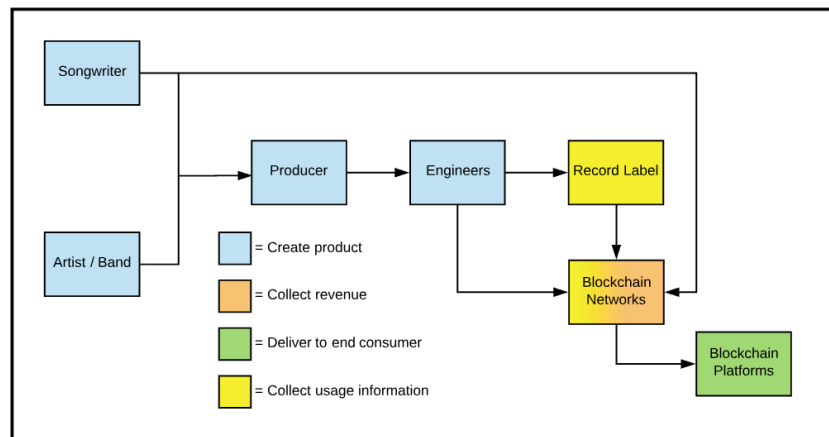 Songwriter
Producer
Engineers
Record Label
Artist / Band
= Create product
= Collect revenue
= Deliver to end consumer
= Collect usage information
Blockchain
Networks
Blockchain
Platforms